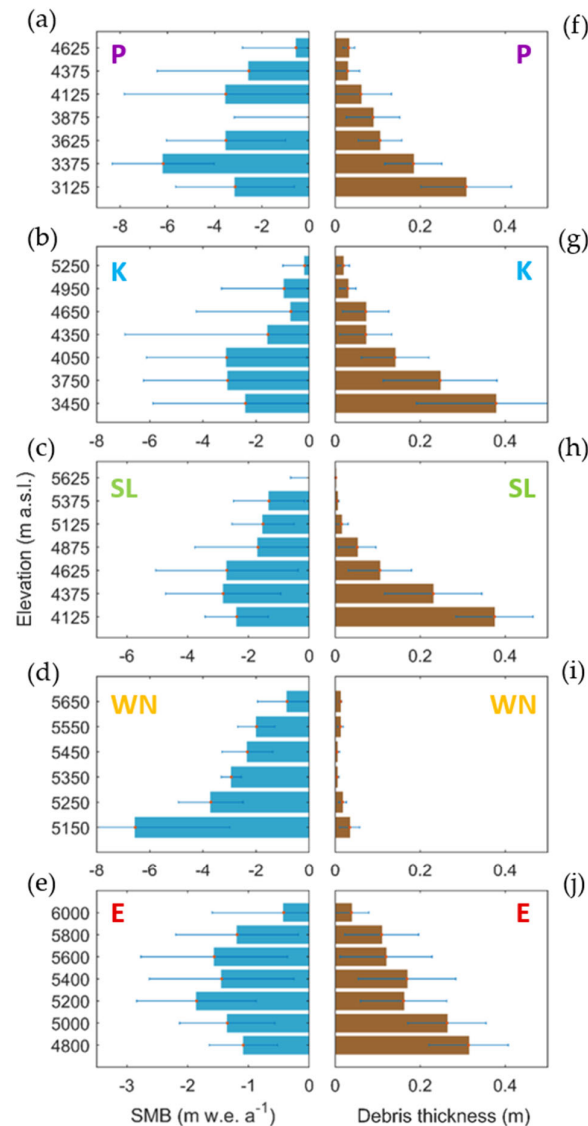 (a) (f)
P P
4625
4375
4125
3875
3625
3375
3125
-8 -6 -4 -2 0 0 0.2 0.4
(b) (g)
K K
5250
4950
4650
4350
4050
3750
3450
-8 -6 -4 -2 0 0 0.2 0.4
(c) (h)
SL SL
5625
5375
5125
4875
4625
4375
4125
-6 -4 -2 0 0 0.2 0.4
Elevation (m a.s.l.)
(d) (i)
WN WN
5650
5550
5450
5350
5250
5150
-8 -6 -4 -2 0 0 0.2 0.4
(e) (j)
E E
6000
5800
5600
5400
5200
5000
4800
-3 -2 -1 0 0 0.2 0.4
SMB (m w.e. a⁻¹) Debris thickness (m)